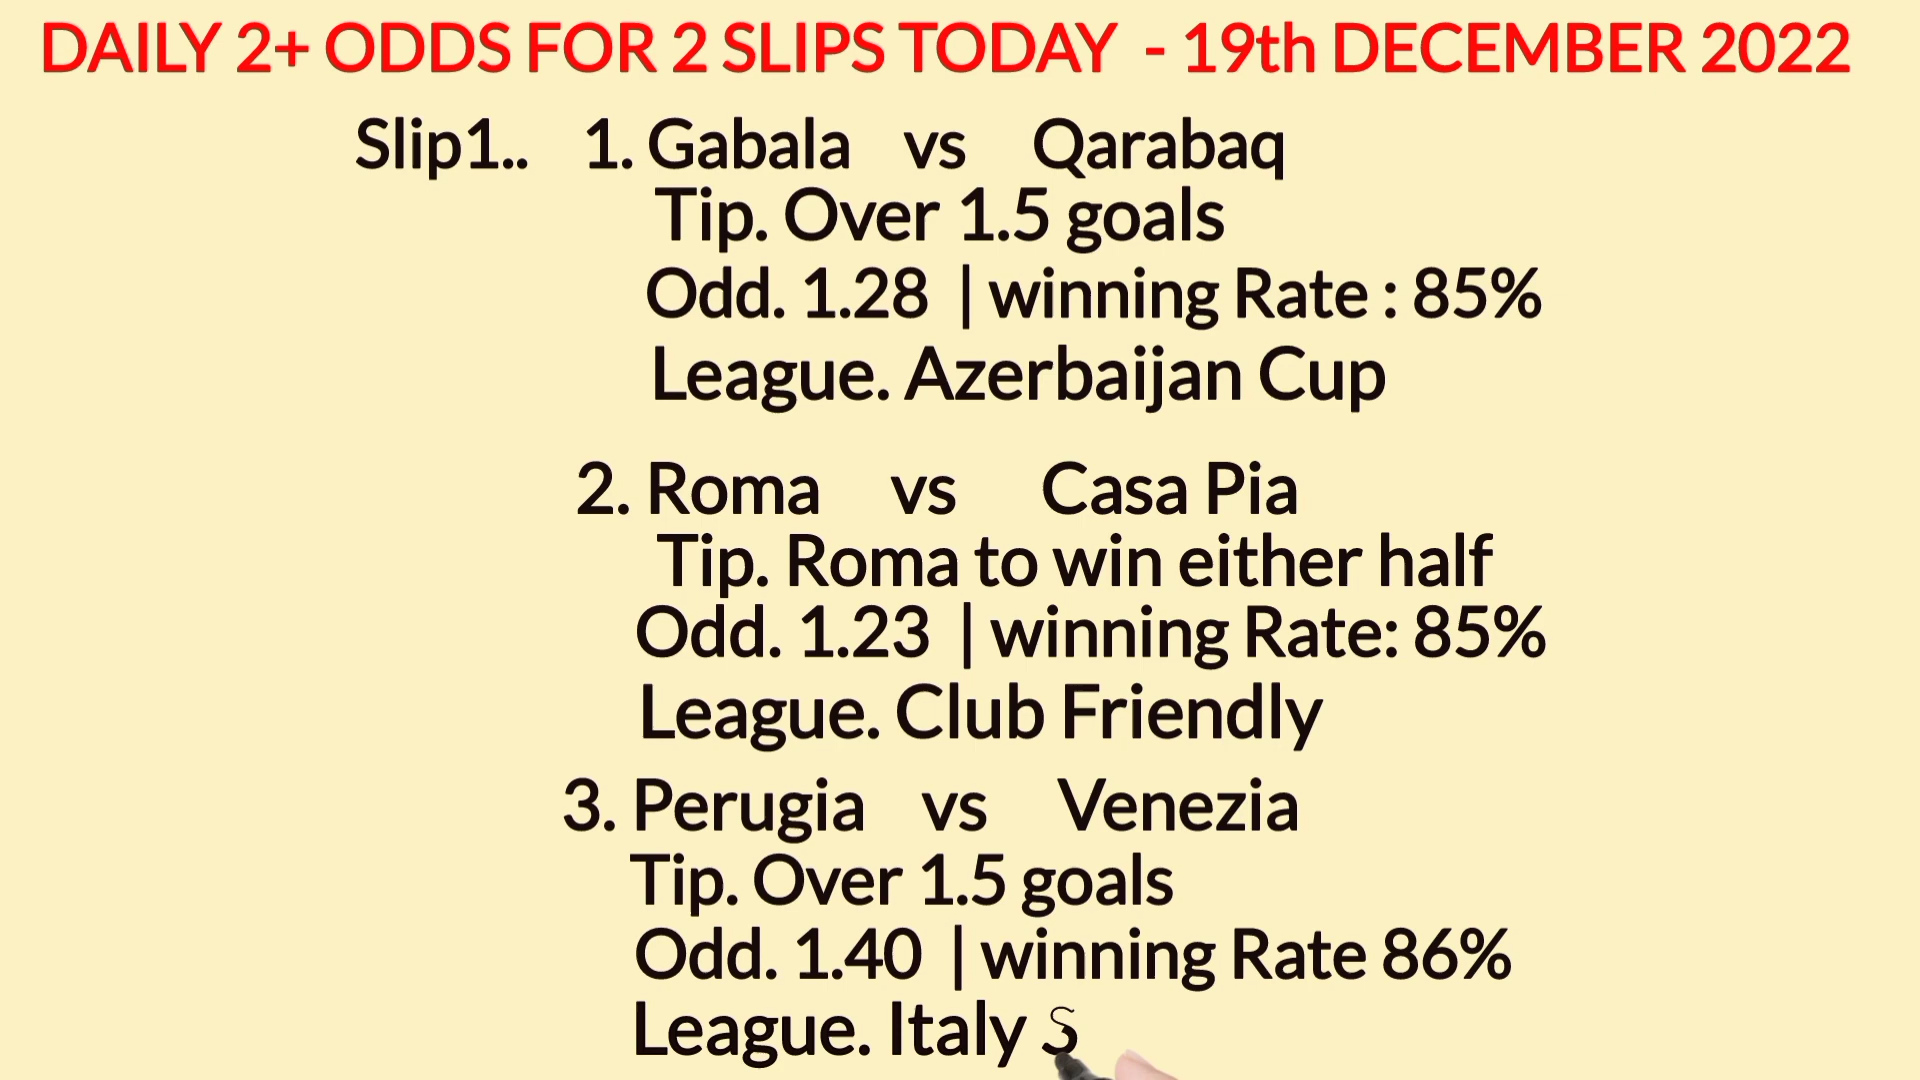 DAILY 2+ ODDS FOR 2 SLIPS TODAY - 19th DECEMBER 2022
Slip1.. 1. Gabala vs Qarabaq
Tip. Over 1.5 goals
Odd. 1.28 | winning Rate : 85%
League. Azerbaijan Cup
2. Roma vs Casa Pia
Tip. Roma to win either half
Odd. 1.23 | winning Rate: 85%
League. Club Friendly
3. Perugia vs Venezia
Tip. Over 1.5 goals
Odd. 1.40 | winning Rate 86%
League. Italy S